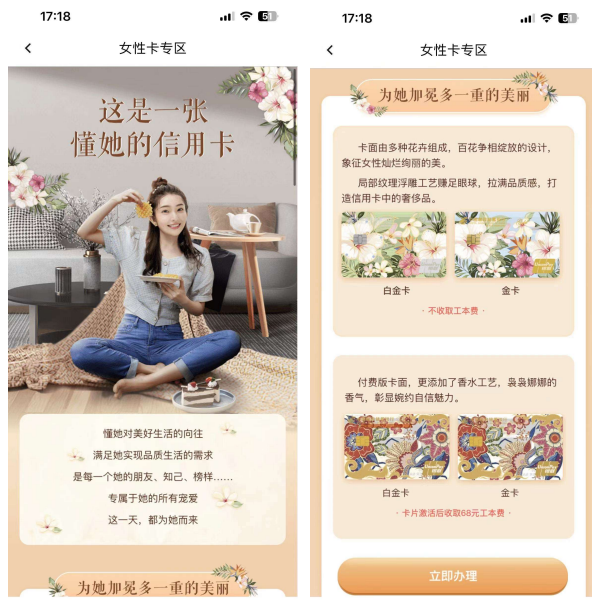 17:18
5
女性卡专区
这是一张
懂她的信用卡
懂她对美好生活的向往
满足她实现品质生活的需求
是每一个她的朋友、知己、榜样……
专属于她的所有宠爱
这一天，都为她而来
为她加冕多一重的美丽
17:18
5
女性卡专区
为她加冕多一重的美丽
卡面由多种花卉组成，百花争相绽放的设计，
象征女性灿烂绚丽的美。
局部纹理浮雕工艺赚足眼球，拉满品质感，打
造信用卡中的奢侈品。
白金卡
金卡
· 不收取工本费 ·
付费版卡面，更添加了香水工艺，袅袅娜娜的
香气，彰显婉约自信魅力。
白金卡
金卡
· 卡片激活后收取68元工本费 ·
立即办理